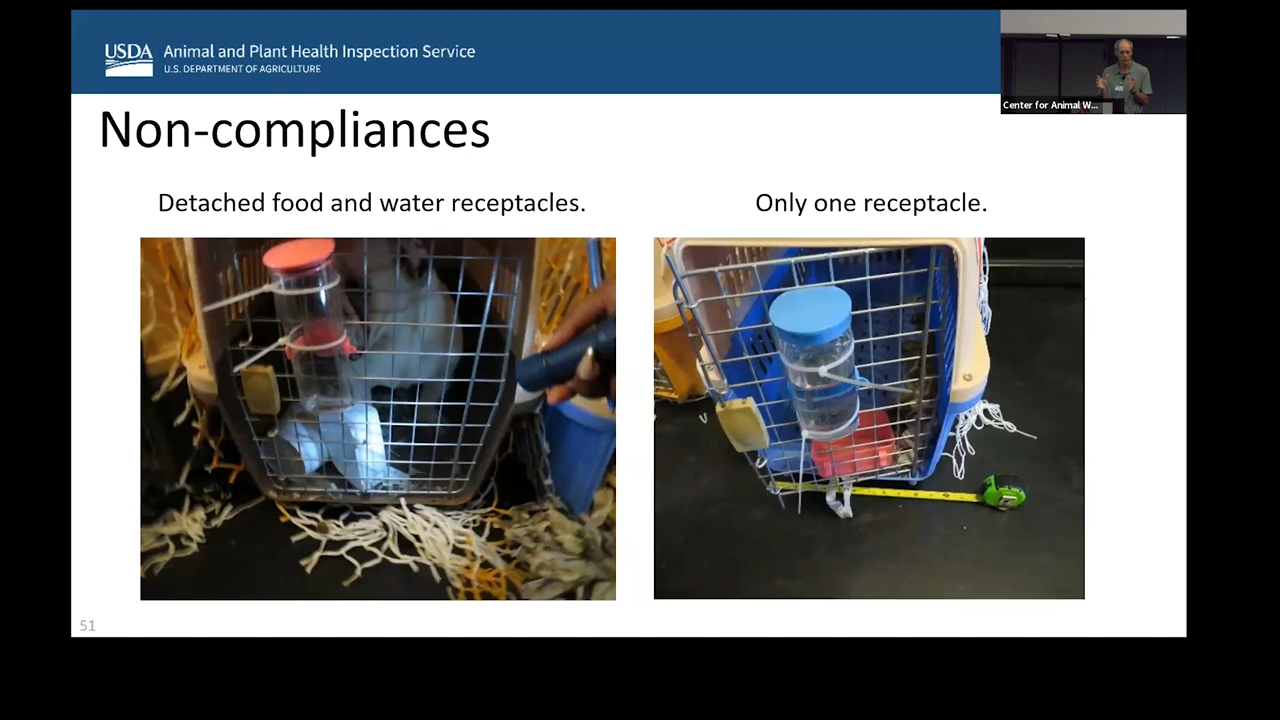 USDA Animal and Plant Health Inspection Service
U.S. DEPARTMENT OF AGRICULTURE
Center for Animal W...
Non-compliances
Detached food and water receptacles.
Only one receptacle.
51